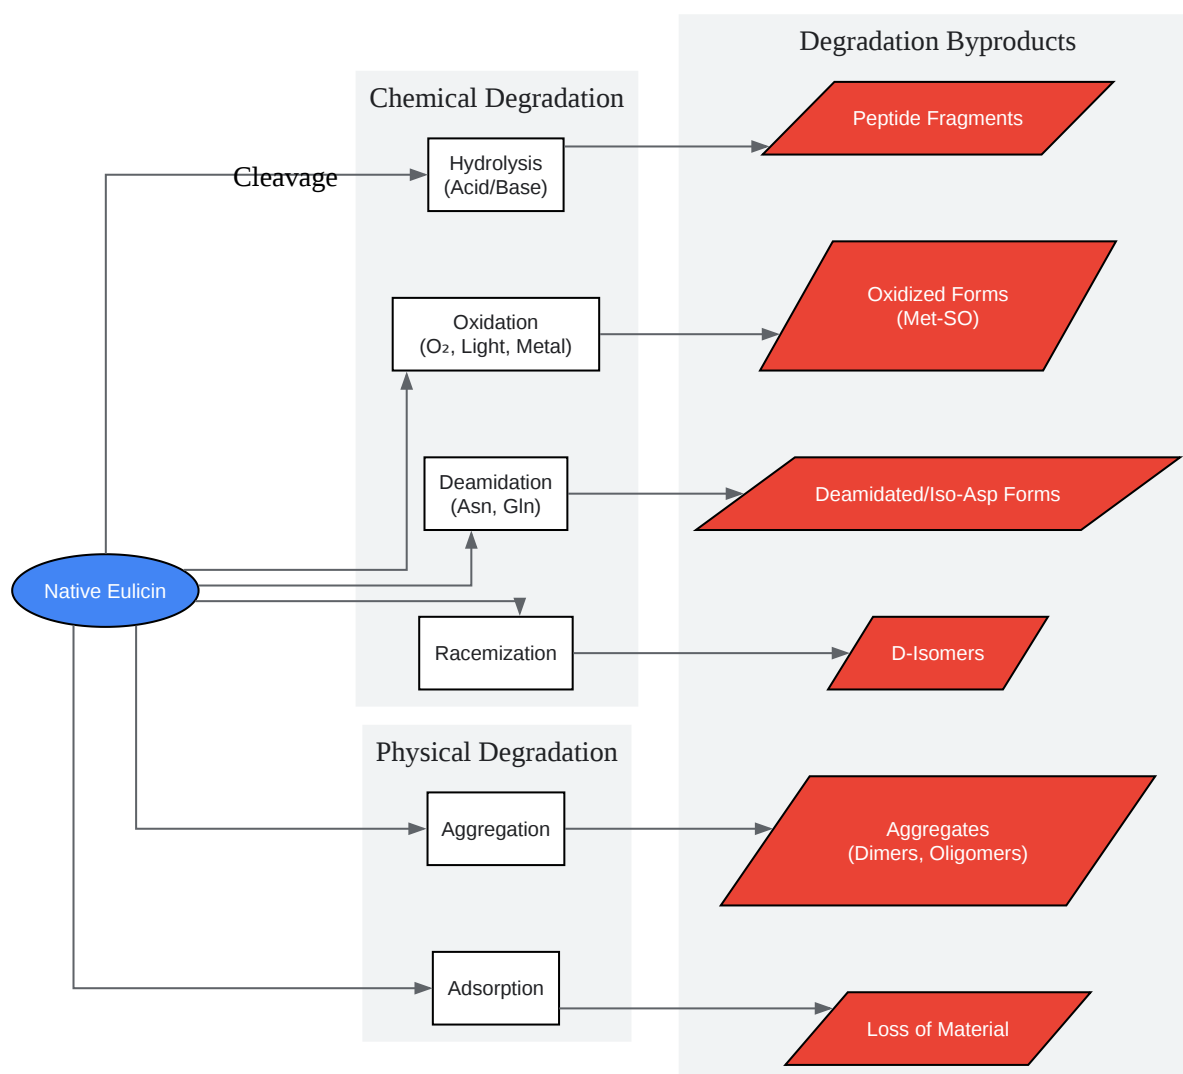 Degradation Byproducts
Chemical Degradation
Peptide Fragments
Cleavage
Hydrolysis
(Acid/Base)
Oxidized Forms
(Met-SO)
Oxidation
(O₂, Light, Metal)
Deamidation
(Asn, Gln)
Deamidated/Iso-Asp Forms
Native Eulicin
Racemization
D-Isomers
Physical Degradation
Aggregation
Aggregates
(Dimers, Oligomers)
Adsorption
Loss of Material